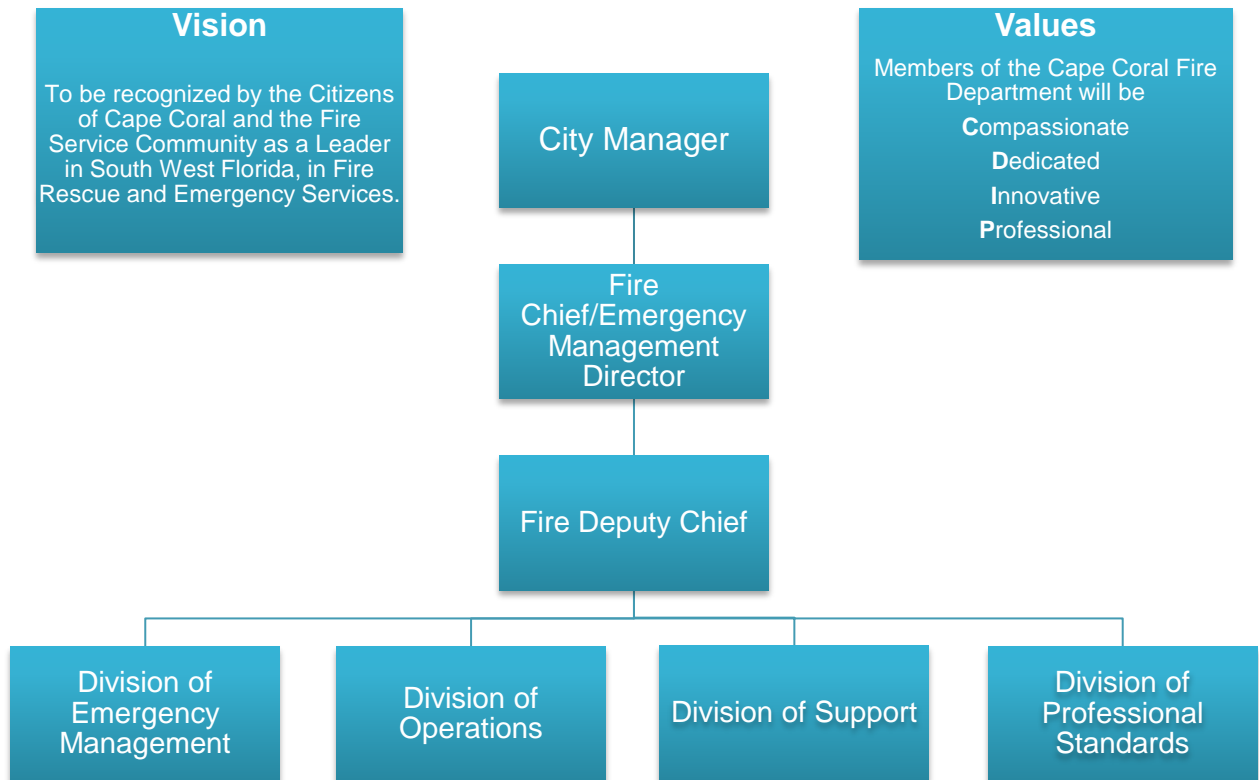 Vision
To be recognized by the Citizens
of Cape Coral and the Fire
Service Community as a Leader
in South West Florida, in Fire
Rescue and Emergency Services.
Values
Members of the Cape Coral Fire
Department will be
Compassionate
Dedicated
Innovative
Professional
City Manager
Fire
Chief/Emergency
Management
Director
Fire Deputy Chief
Division of
Emergency
Management
Division of
Operations
Division of Support
Division of
Professional
Standards